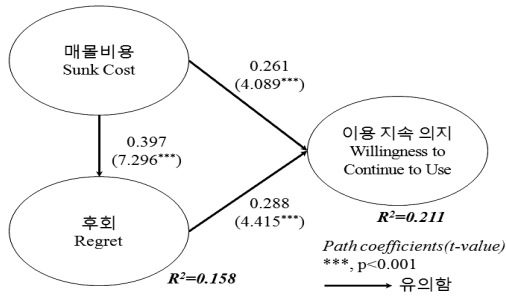 매몰비용
Sunk Cost
0.261
(4.089***)
0.397
(7.296***)
이용 지속 의지
Willingness to
Continue to Use
후회
Regret
0.288
(4.415***)
R²=0.211
R²=0.158
Path coefficients(t-value)
***, p<0.001
유의함